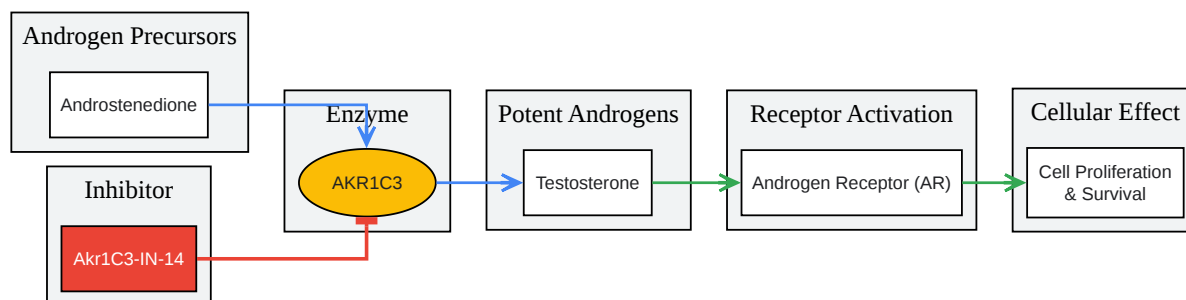 Androgen Precursors
Androstenedione
Inhibitor
Akr1C3-IN-14
Enzyme
AKR1C3
Potent Androgens
Testosterone
Receptor Activation
Androgen Receptor (AR)
Cellular Effect
Cell Proliferation
& Survival